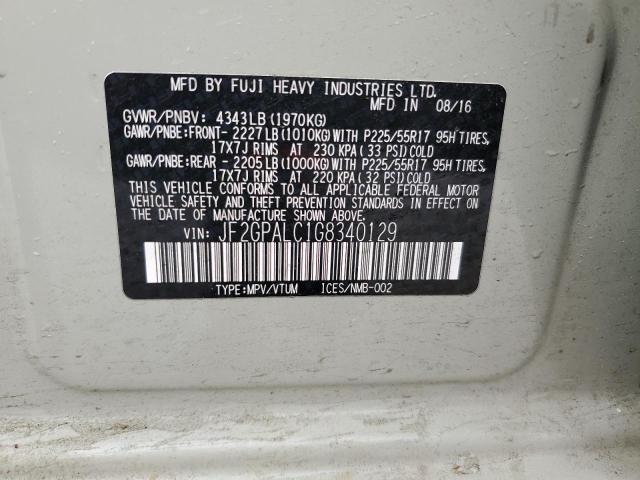 MFD BY FUJI HEAVY INDUSTRIES LTD.
MFD IN 08/16
GVWR/PNBV: 4343LB(1970KG)
GAWR/PNBE:FRONT- 2227LB(1010KG)WITH P225/55R17 95H TIRES,
17X7J RIMS AT 230 KPA(33 PSI)COLD
GAWR/PNBE:REAR - 2205LB(1000KG)WITH P225/55R17 95H TIRES,
17X7J RIMS AT 220 KPA(32 PSI)COLD
THIS VEHICLE CONFORMS TO ALL APPLICABLE FEDERAL MOTOR
VEHICLE SAFETY AND THEFT PREVENTION STANDARDS IN EFFECT
ON THE DATE OF MANUFACTURE SHOWN ABOVE.
VIN: JF2GPALC1G8340129
TYPE:MPV/VTUM ICES/NMB-002